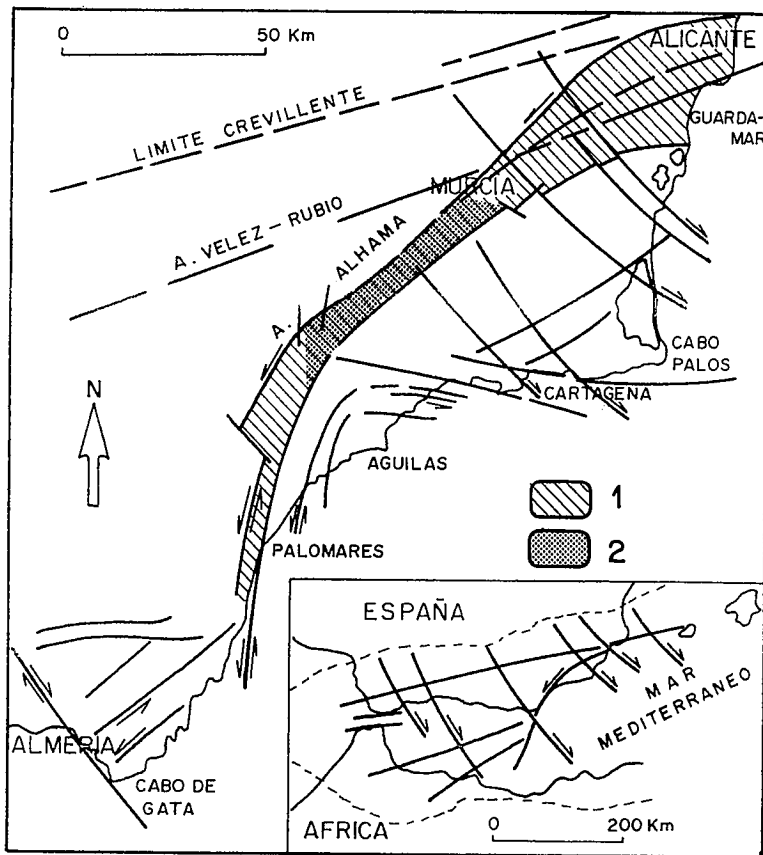 0 50 Km
ALICANTE
LIMITE CREVILLENTE
GUARDA-
MAR
MURCIA
A. VELEZ-RUBIO
A. ALHAMA
CABO
PALOS
CARTAGENA
N
AGUILAS
1
PALOMARES
2
ESPAÑA
MAR
MEDITERRANEO
ALMERIA
CABO DE
GATA
AFRICA
0 200 Km